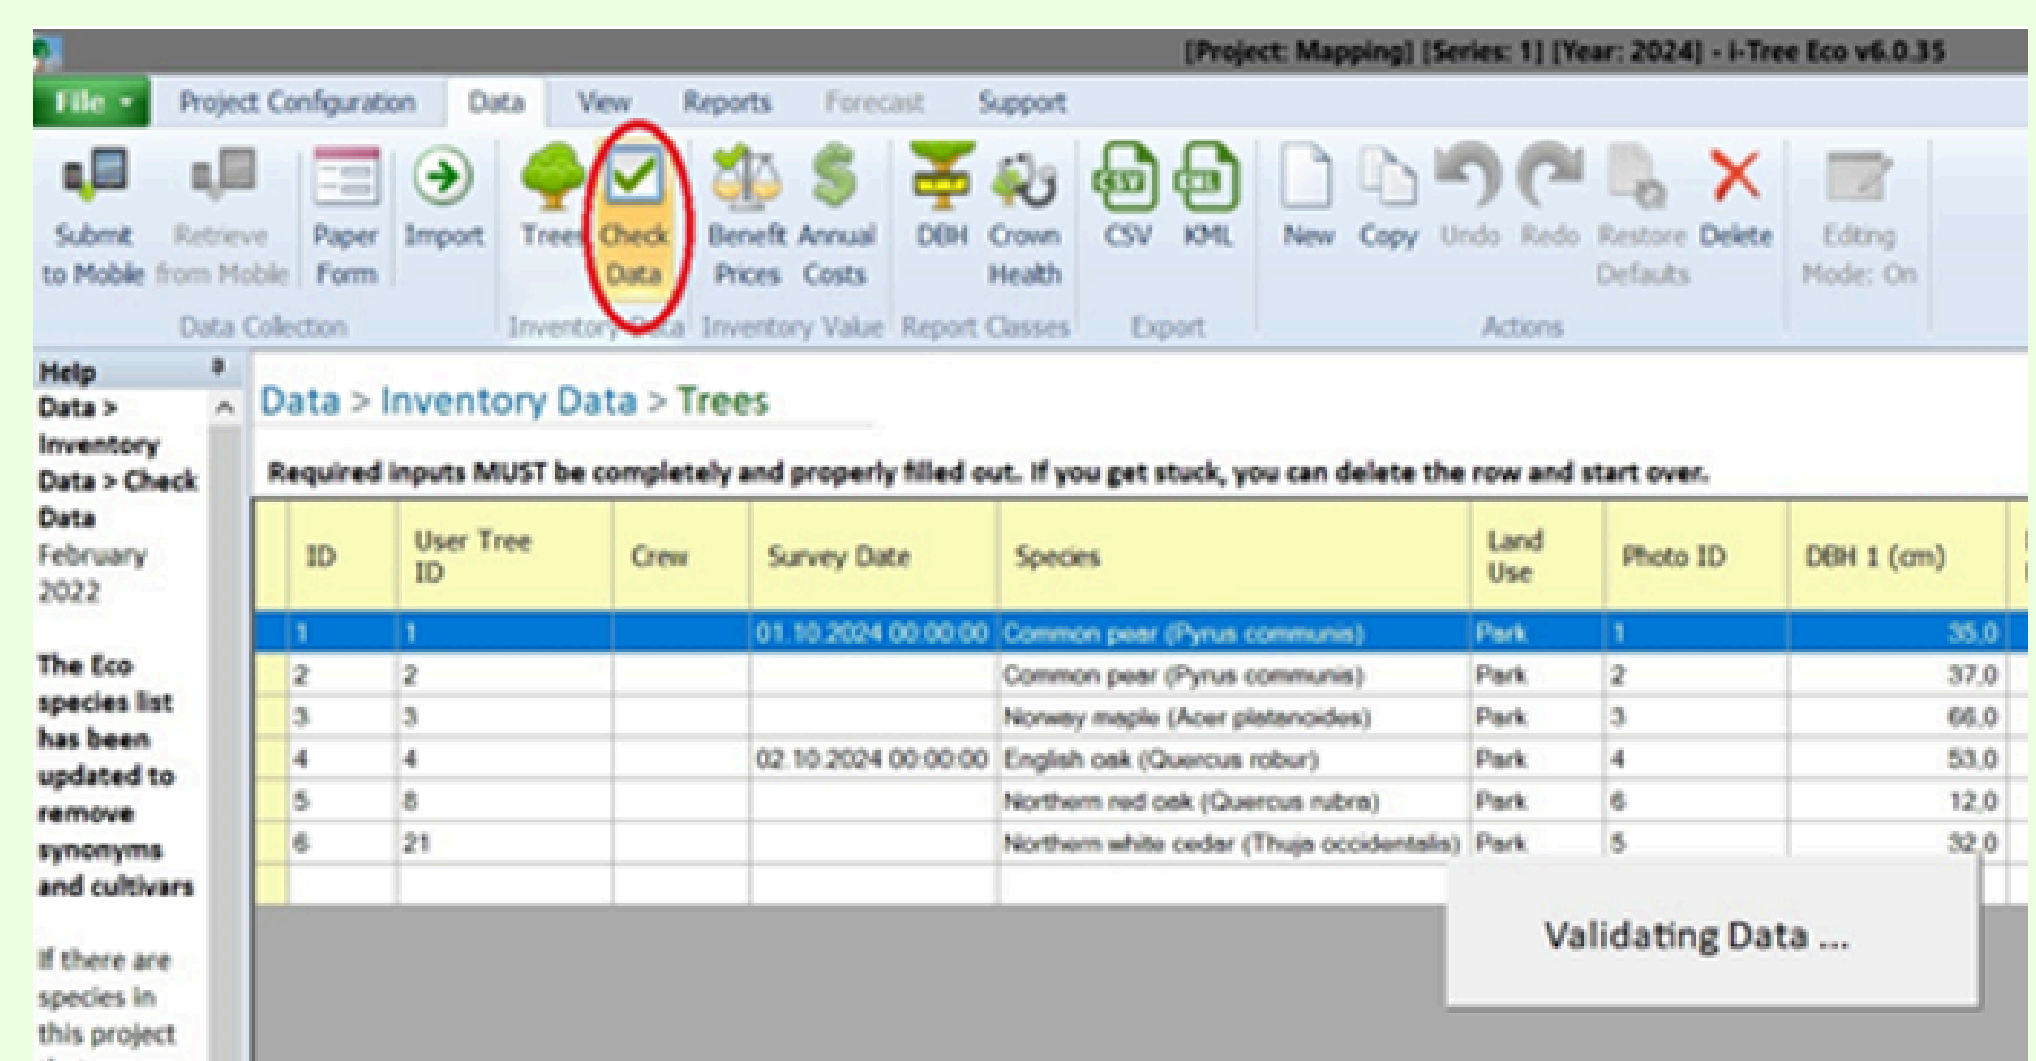 [Project: Mapping] [Series: 1] [Year: 2024] - i-Tree Eco v6.0.35
File Project Configuration Data View Reports Forecast Support
Submit to Mobile
Retrieve from Mobile
Paper Form
Import
Trees
Check Data
Benefit Prices
Annual Costs
DBH
Crown Health
CSV
KML
New
Copy
Undo
Redo
Restore Defaults
Delete
Editing Mode: On
Data Collection Inventory Data Inventory Value Report Classes Export Actions
Help
Data >
Inventory
Data > Check
Data
February
2022
The Eco
species list
has been
updated to
remove
synonyms
and cultivars
If there are
species in
this project
Data > Inventory Data > Trees
Required inputs MUST be completely and properly filled out. If you get stuck, you can delete the row and start over.
ID User Tree ID Crew Survey Date Species Land Use Photo ID DBH 1 (cm)
1 1 01.10.2024 00:00:00 Common pear (Pyrus communis) Park 1 35,0
2 2 Common pear (Pyrus communis) Park 2 37,0
3 3 Norway maple (Acer platanoides) Park 3 66,0
4 4 02.10.2024 00:00:00 English oak (Quercus robur) Park 4 53,0
5 8 Northern red oak (Quercus rubra) Park 6 12,0
6 21 Northern white cedar (Thuja occidentalis) Park 5 32,0
Validating Data ...